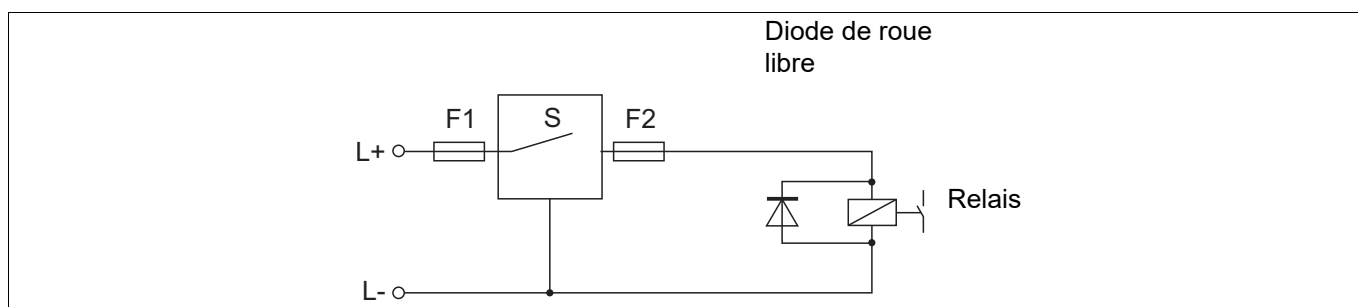 Diode de roue
libre
F1
S
F2
L+
Relais
L-